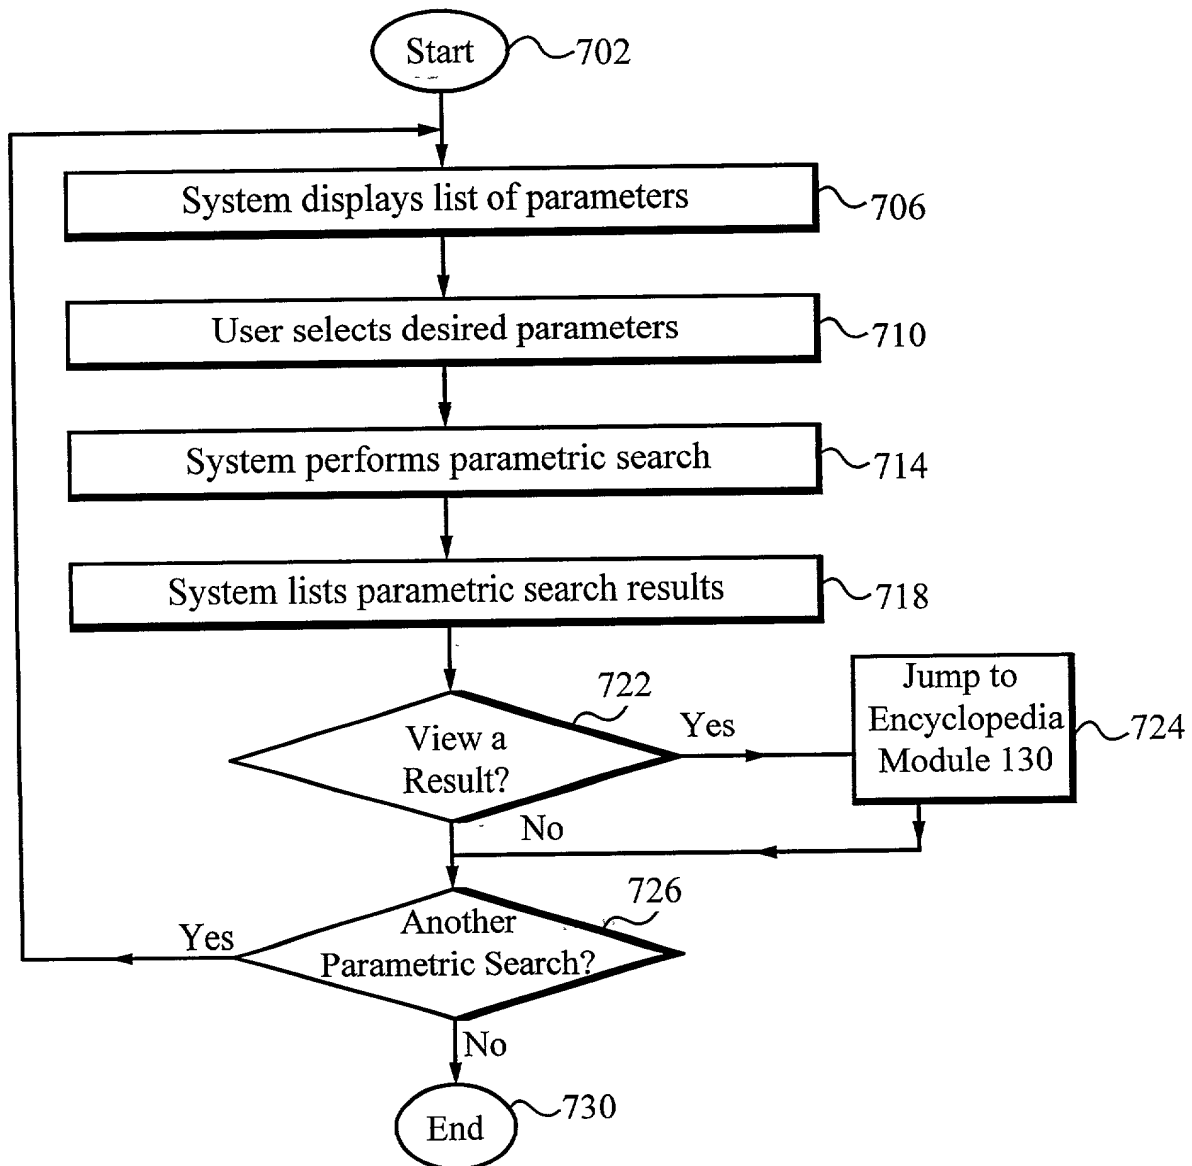 Start
702
System displays list of parameters
706
User selects desired parameters
710
System performs parametric search
714
System lists parametric search results
718
View a
Result?
722
Yes
No
Jump to
Encyclopedia
Module 130
724
Another
Parametric Search?
726
Yes
No
End
730